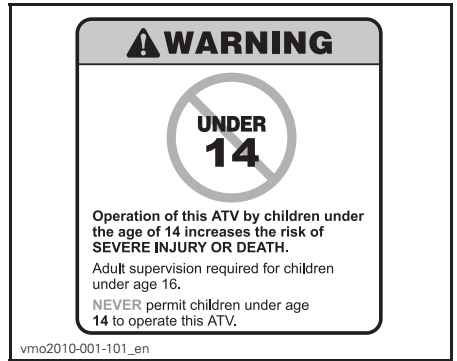 WARNING
UNDER
14
Operation of this ATV by children under
the age of 14 increases the risk of
SEVERE INJURY OR DEATH.
Adult supervision required for children
under age 16.
NEVER permit children under age
14 to operate this ATV.
vmo2010-001-101_en